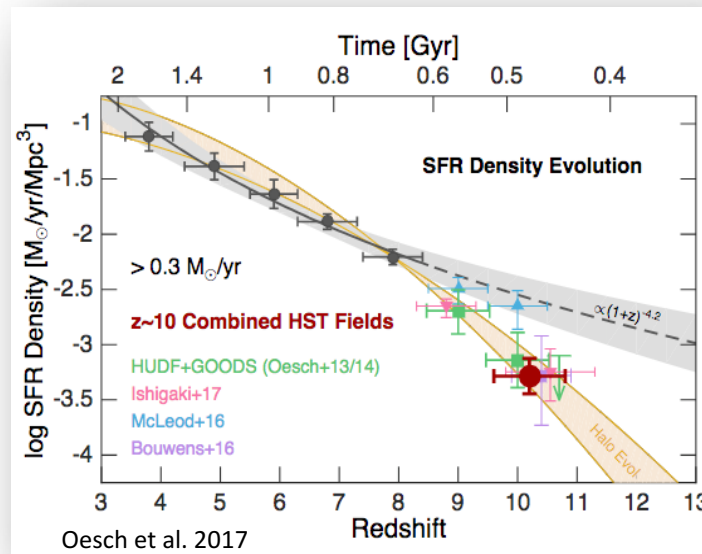 Time [Gyr]
2 1.4 1 0.8 0.6 0.5 0.4
log SFR Density [M☉/yr/Mpc³]
-1
-1.5
-2
-2.5
-3
-3.5
-4
SFR Density Evolution
> 0.3 M☉/yr
z~10 Combined HST Fields
HUDF+GOODS (Oesch+13/14)
Ishigaki+17
McLeod+16
Bouwens+16
∝(1+z)^-4.2
Halo Evol.
3 4 5 6 7 8 9 10 11 12 13
Redshift
Oesch et al. 2017